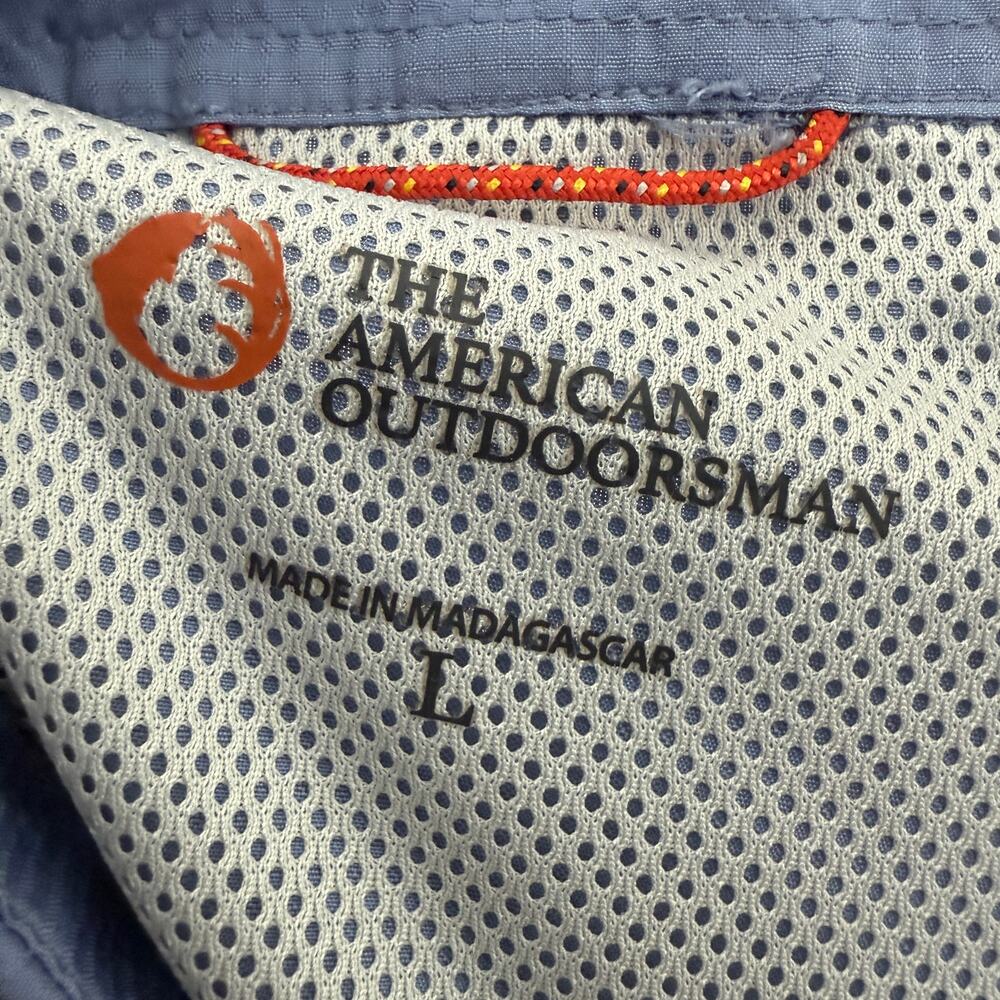 THE
AMERICAN
OUTDOORSMAN
MADE IN MADAGASCAR
L